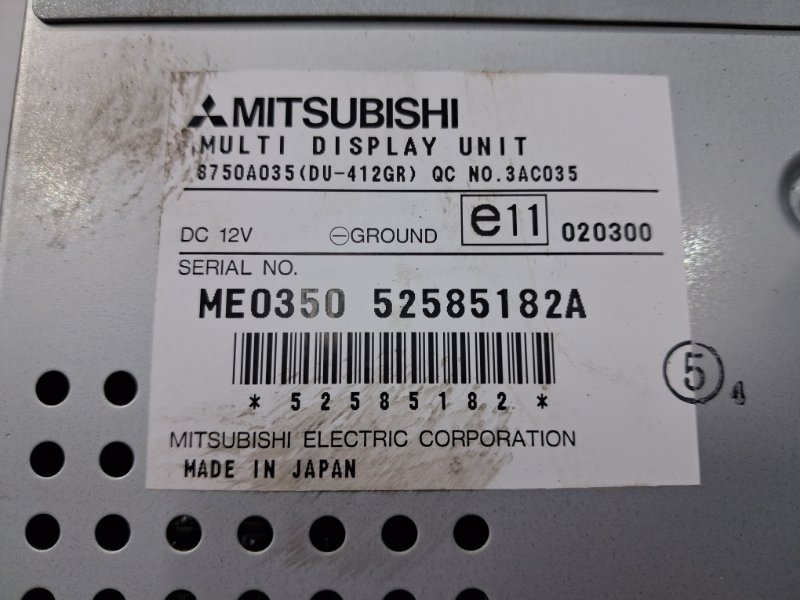 MITSUBISHI
MULTI DISPLAY UNIT
8750A035(DU-412GR) QC NO.3AC035
DC 12V ⊖GROUND e11 020300
SERIAL NO.
ME0350 52585182A
* 52585182 *
5
MITSUBISHI ELECTRIC CORPORATION
MADE IN JAPAN